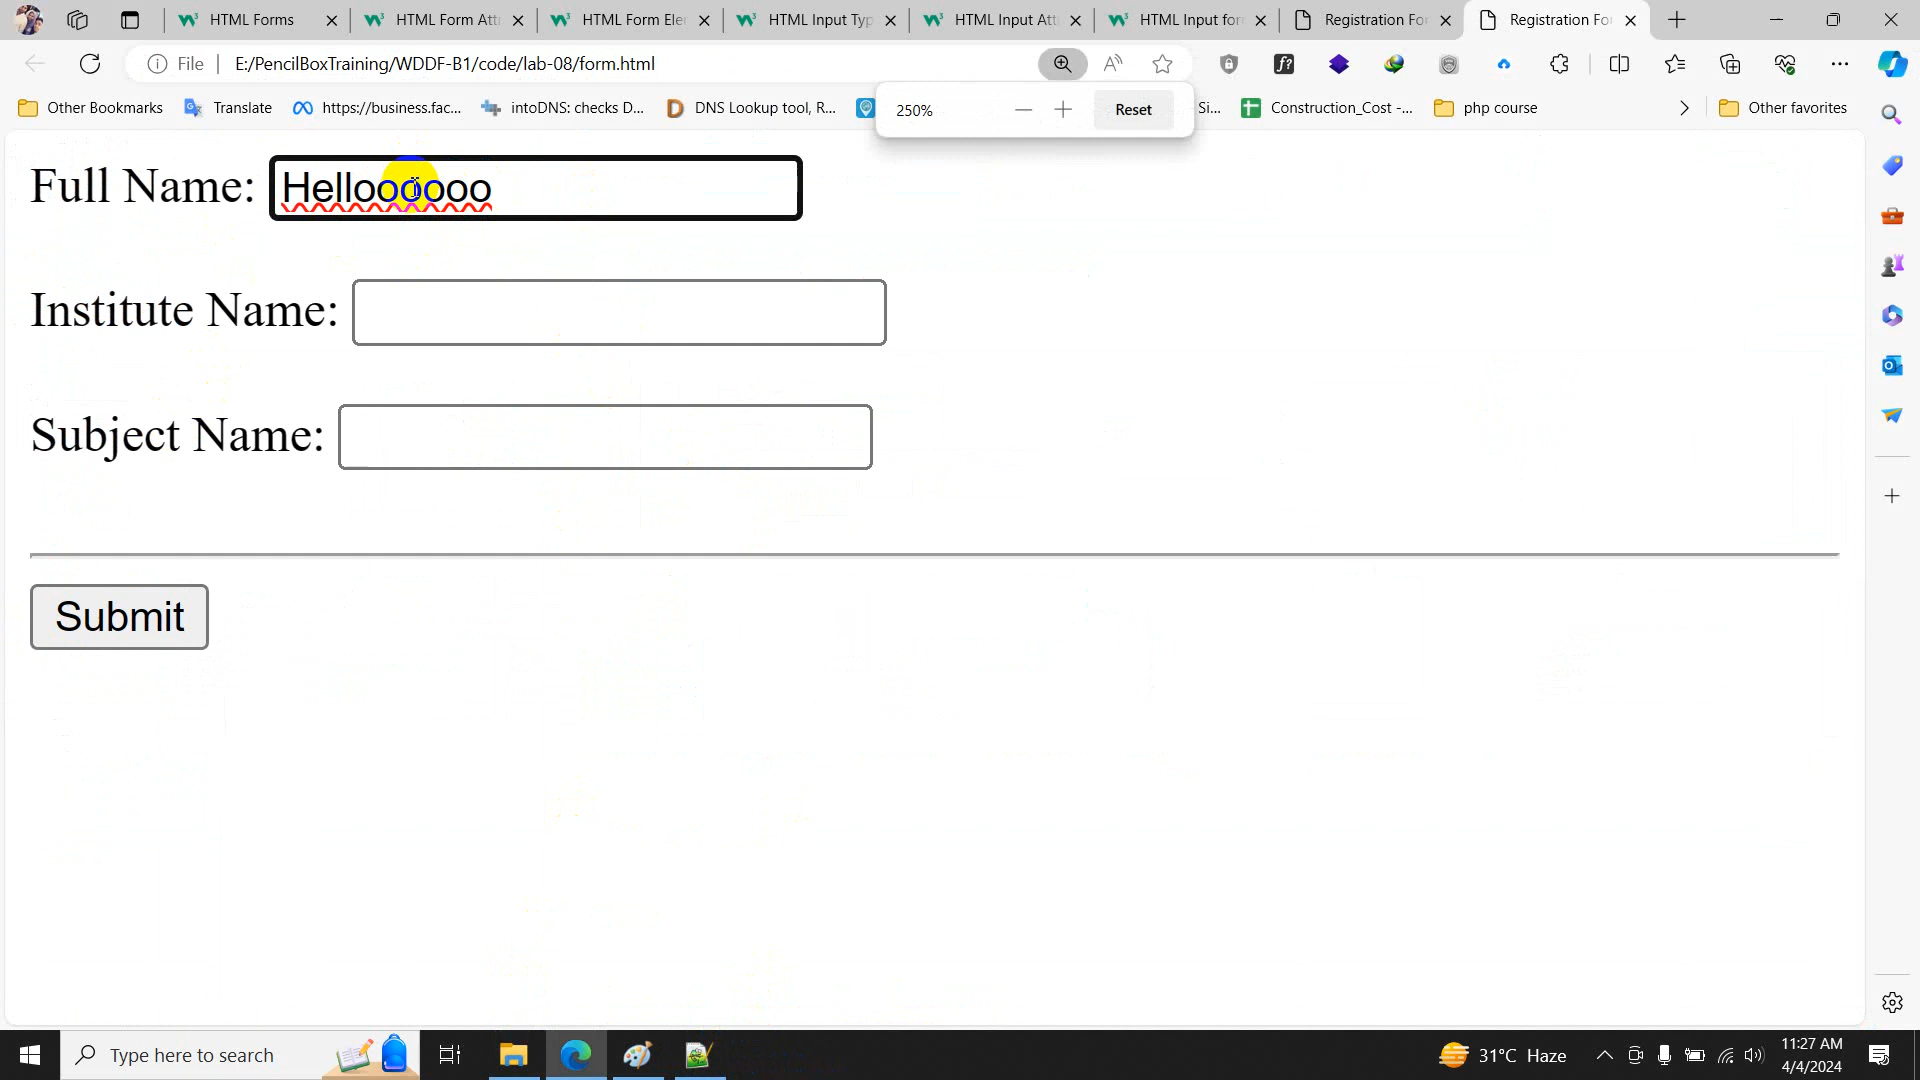 HTML Forms
HTML Form Att
HTML Form Ele
HTML Input Typ
HTML Input Att
HTML Input for
Registration Fo
Registration Fo
File
E:/PencilBoxTraining/WDDF-B1/code/lab-08/form.html
Other Bookmarks
Translate
https://business.fac...
intoDNS: checks D...
DNS Lookup tool, R...
Si...
Construction_Cost -...
php course
Other favorites
250%
Reset
Full Name: Helloooooo
Institute Name:
Subject Name:
Submit
Type here to search
31°C Haze
11:27 AM
4/4/2024